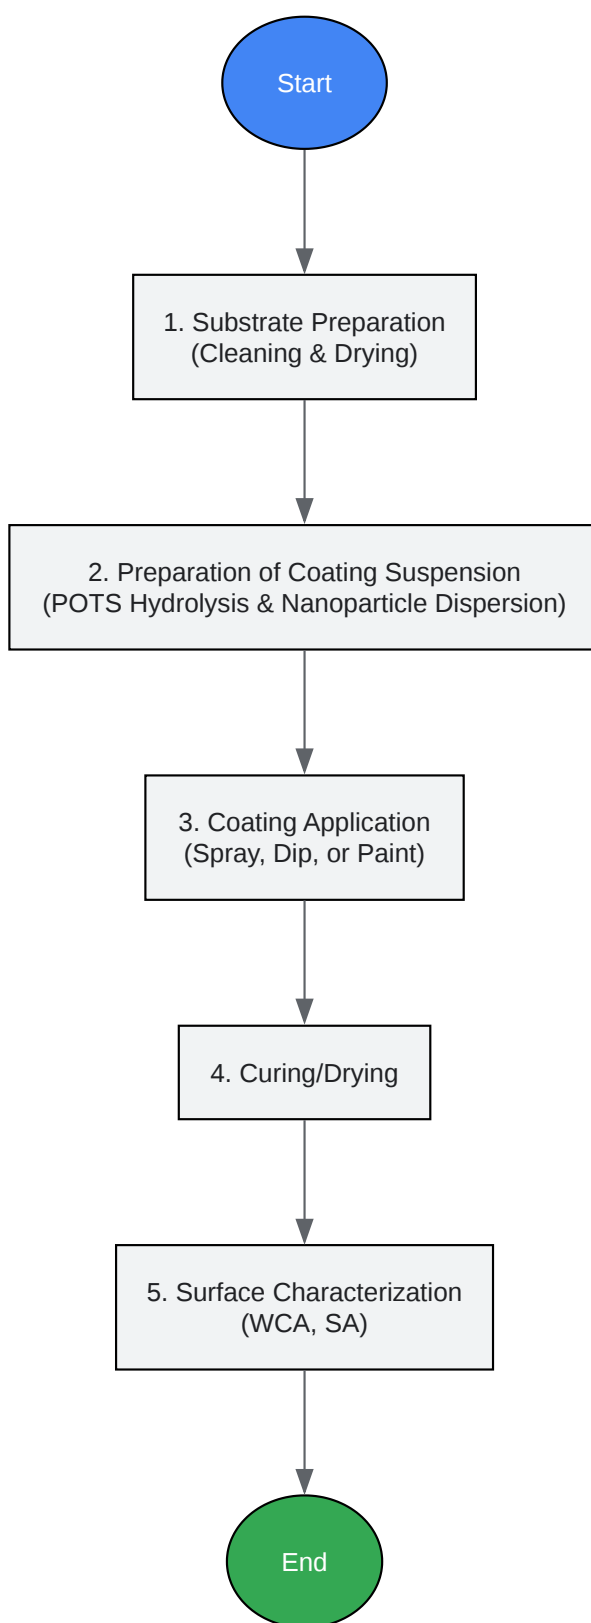 Start
1. Substrate Preparation
(Cleaning & Drying)
2. Preparation of Coating Suspension
(POTS Hydrolysis & Nanoparticle Dispersion)
3. Coating Application
(Spray, Dip, or Paint)
4. Curing/Drying
5. Surface Characterization
(WCA, SA)
End